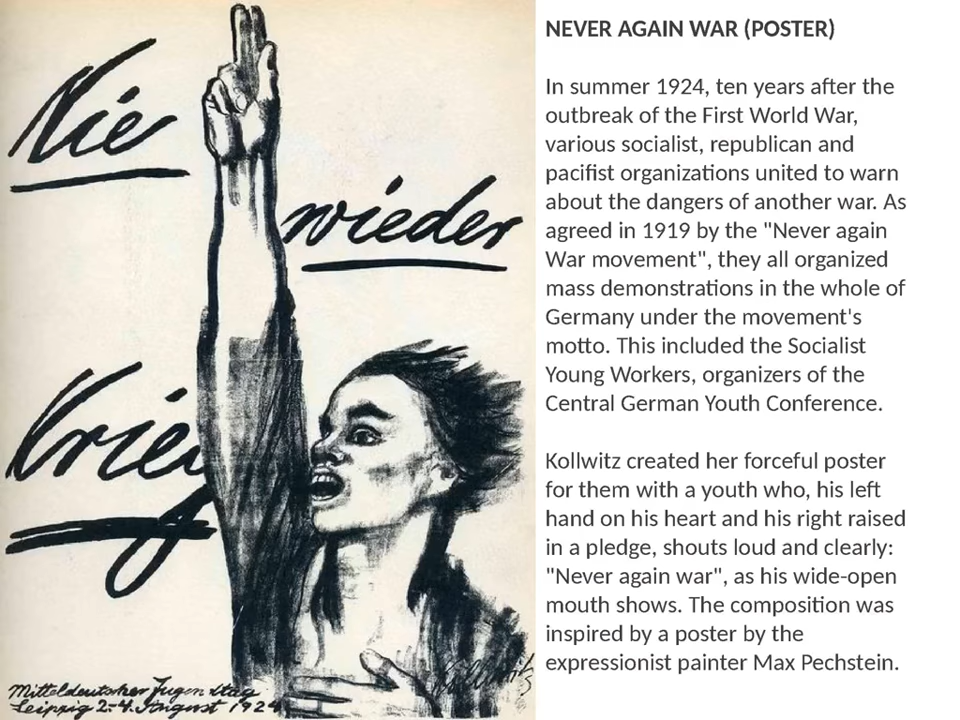 Nie
wieder
Krieg
Mitteldeutscher Jugendtag
Leipzig 2-4. August 1924
Kollwitz
NEVER AGAIN WAR (POSTER)
In summer 1924, ten years after the
outbreak of the First World War,
various socialist, republican and
pacifist organizations united to warn
about the dangers of another war. As
agreed in 1919 by the "Never again
War movement", they all organized
mass demonstrations in the whole of
Germany under the movement's
motto. This included the Socialist
Young Workers, organizers of the
Central German Youth Conference.
Kollwitz created her forceful poster
for them with a youth who, his left
hand on his heart and his right raised
in a pledge, shouts loud and clearly:
"Never again war", as his wide-open
mouth shows. The composition was
inspired by a poster by the
expressionist painter Max Pechstein.